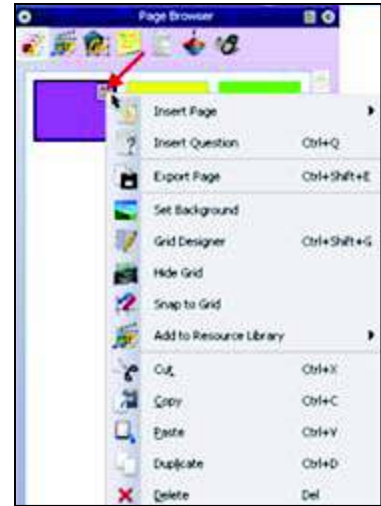 Page Browser
Insert Page
Insert Question Ctrl+Q
Export Page Ctrl+Shift+E
Set Background
Grid Designer Ctrl+Shift+G
Hide Grid
Snap to Grid
Add to Resource Library
Cut Ctrl+X
Copy Ctrl+C
Paste Ctrl+V
Duplicate Ctrl+D
Delete Del